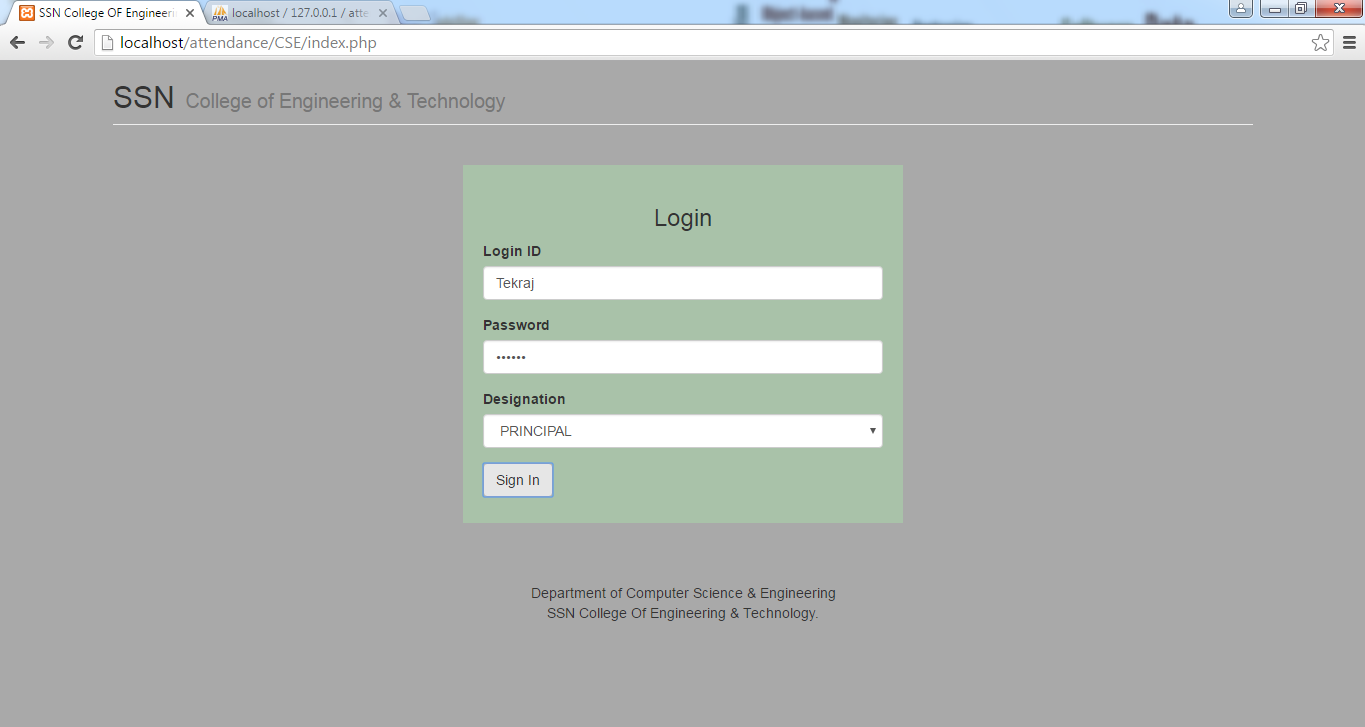 SSN College OF Engineeri
localhost / 127.0.0.1 / atte
localhost/attendance/CSE/index.php
SSN College of Engineering & Technology
Login
Login ID
Tekraj
Password
••••••
Designation
PRINCIPAL
Sign In
Department of Computer Science & Engineering
SSN College Of Engineering & Technology.